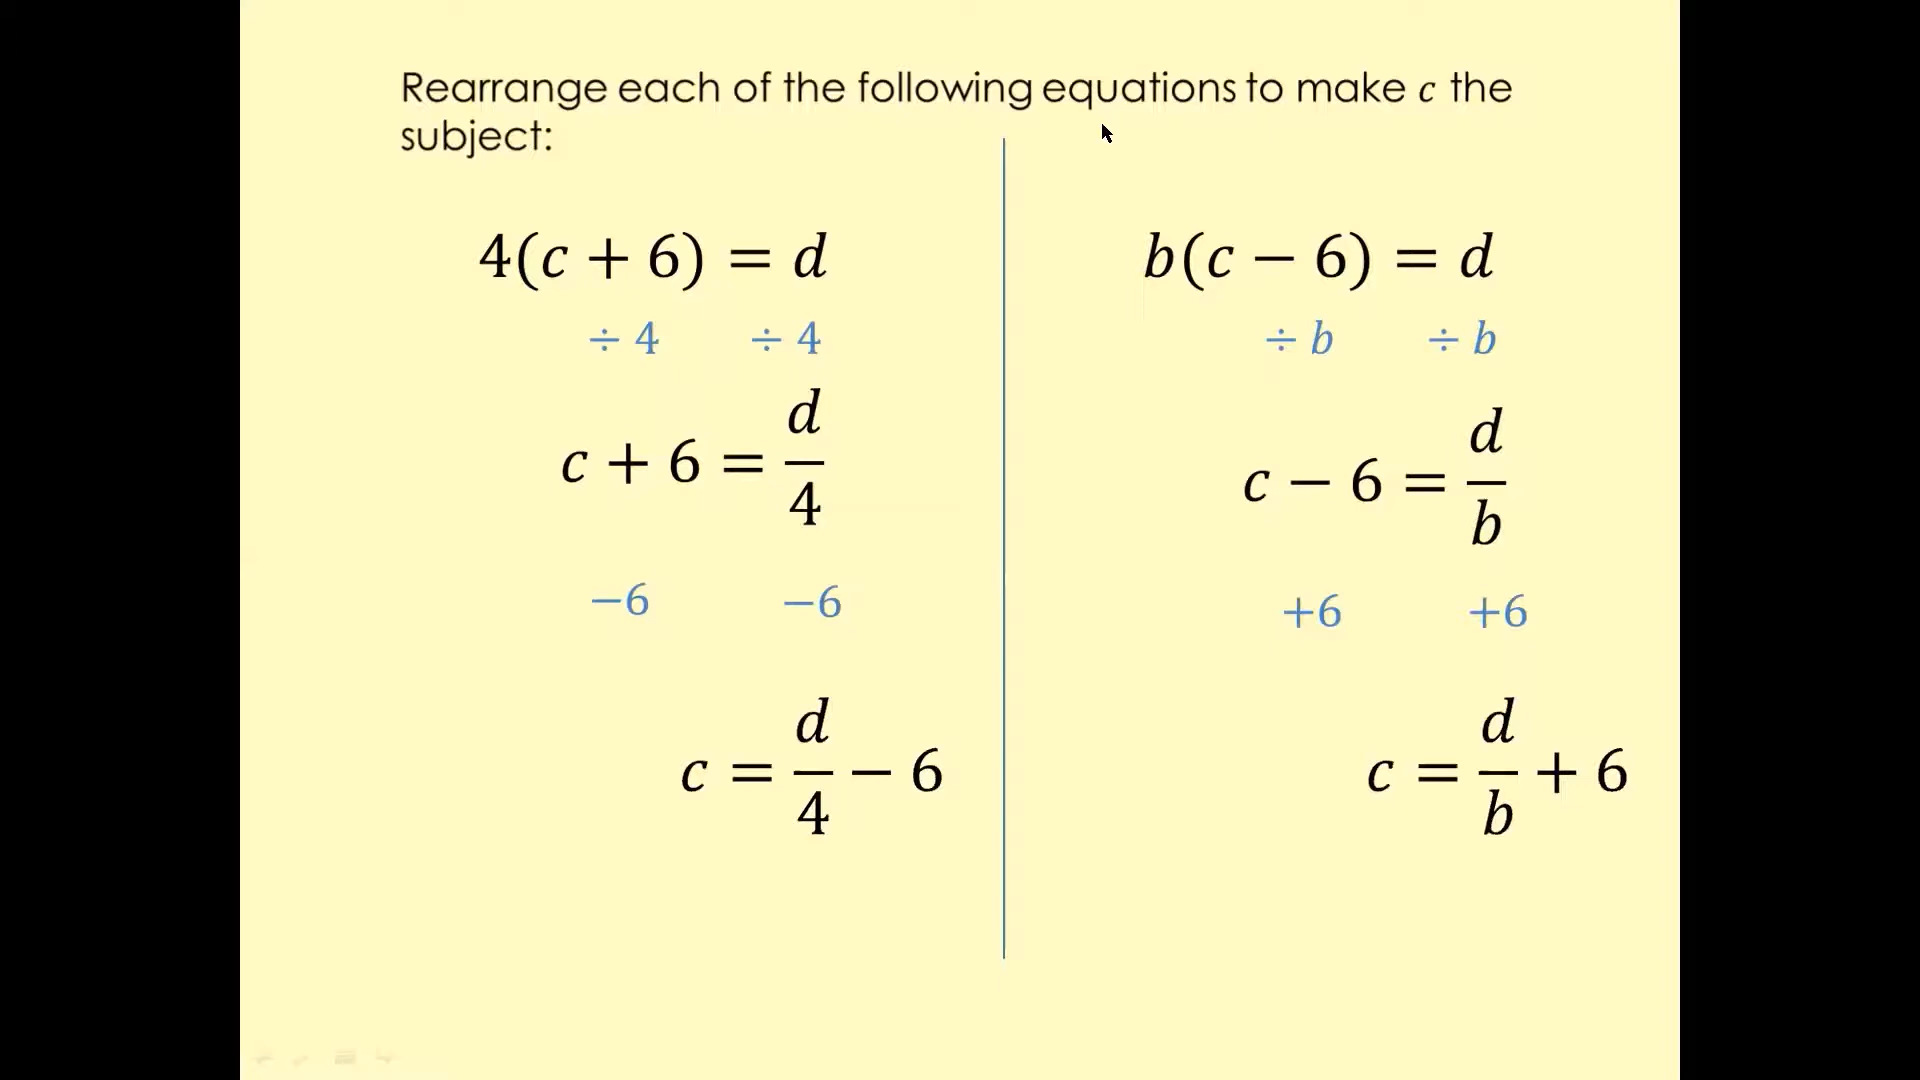 Rearrange each of the following equations to make c the
subject:
4(c + 6) = d
÷ 4 ÷ 4
c + 6 = d/4
−6 −6
c = d/4 − 6
b(c − 6) = d
÷ b ÷ b
c − 6 = d/b
+6 +6
c = d/b + 6